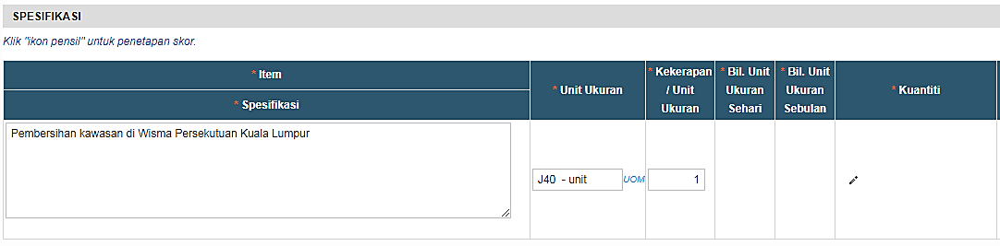 SPESIFIKASI
Klik "ikon pensil" untuk penetapan skor.
* Item
* Spesifikasi
* Unit Ukuran
* Kekerapan
/ Unit
Ukuran
* Bil. Unit
Ukuran
Sehari
* Bil. Unit
Ukuran
Sebulan
* Kuantiti
Pembersihan kawasan di Wisma Persekutuan Kuala Lumpur
J40 - unit
UOM
1